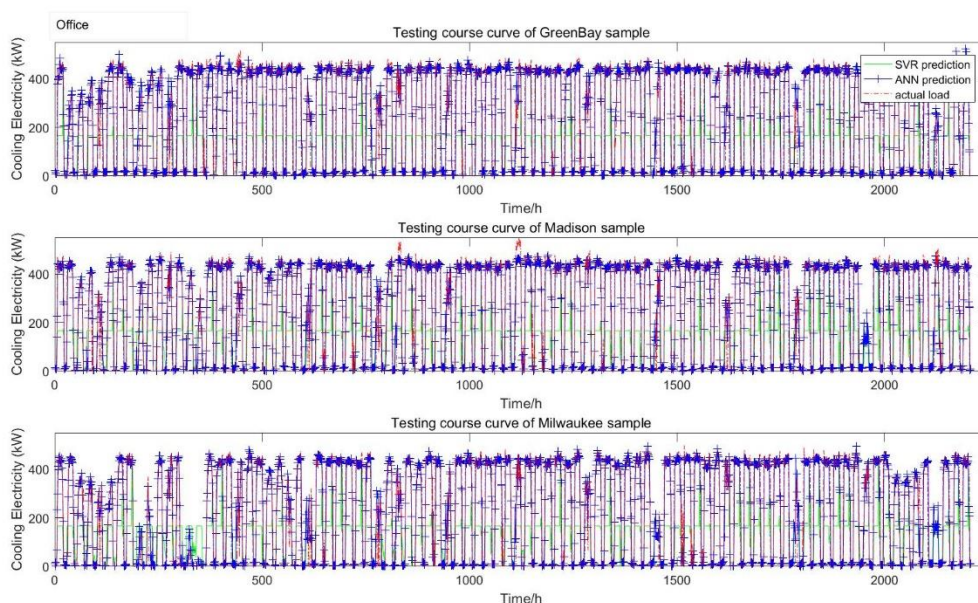 Office
Testing course curve of GreenBay sample
Cooling Electricity (kW)
400
200
0
SVR prediction
ANN prediction
actual load
0 500 1000 1500 2000
Time/h
Testing course curve of Madison sample
Cooling Electricity (kW)
400
200
0
0 500 1000 1500 2000
Time/h
Testing course curve of Milwaukee sample
Cooling Electricity (kW)
400
200
0
0 500 1000 1500 2000
Time/h